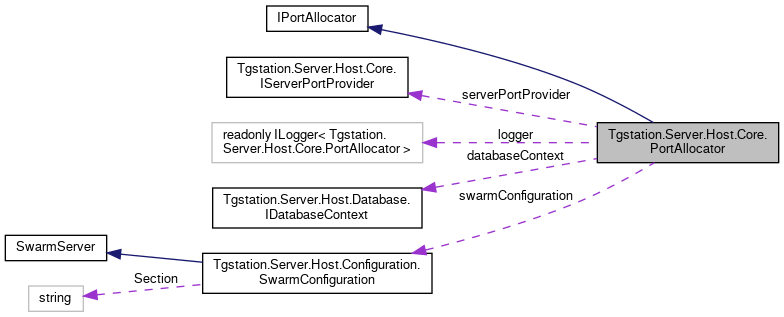 IPortAllocator
Tgstation.Server.Host.Core.
IServerPortProvider
serverPortProvider
readonly ILogger< Tgstation.
Server.Host.Core.PortAllocator >
logger
Tgstation.Server.Host.Core.
PortAllocator
databaseContext
Tgstation.Server.Host.Database.
IDatabaseContext
swarmConfiguration
SwarmServer
Tgstation.Server.Host.Configuration.
SwarmConfiguration
Section
string